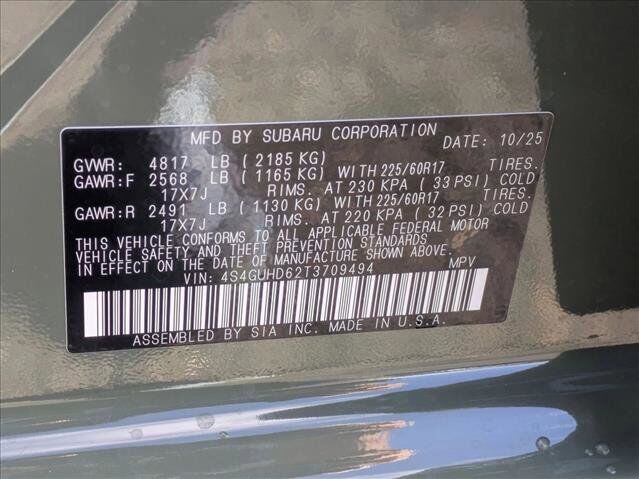 MFD BY SUBARU CORPORATION DATE: 10/25
GVWR: 4817 LB (2185 KG)
GAWR:F 2568 LB (1165 KG) WITH 225/60R17 TIRES.
17X7J RIMS. AT 230 KPA (33 PSI) COLD
GAWR:R 2491 LB (1130 KG) WITH 225/60R17 TIRES.
17X7J RIMS. AT 220 KPA (32 PSI) COLD
THIS VEHICLE CONFORMS TO ALL APPLICABLE FEDERAL MOTOR
VEHICLE SAFETY AND THEFT PREVENTION STANDARDS
IN EFFECT ON THE DATE OF MANUFACTURE SHOWN ABOVE.
VIN: 4S4GUHD62T3709494 MPV
ASSEMBLED BY SIA INC. MADE IN U.S.A.